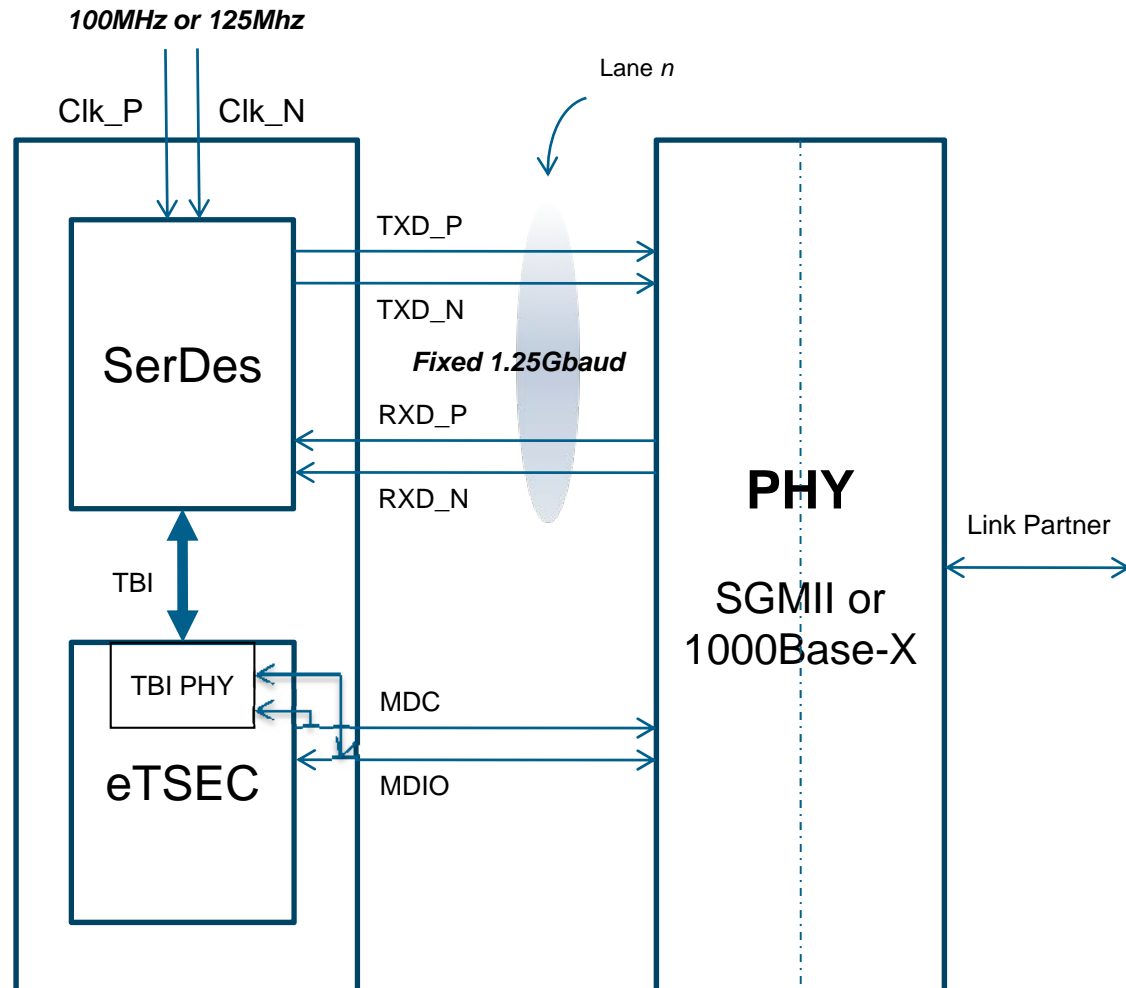 100MHz or 125Mhz
Lane n
Clk_P
Clk_N
TXD_P
TXD_N
SerDes
Fixed 1.25Gbaud
RXD_P
RXD_N
PHY
Link Partner
TBI
SGMII or
1000Base-X
TBI PHY
MDC
eTSEC
MDIO